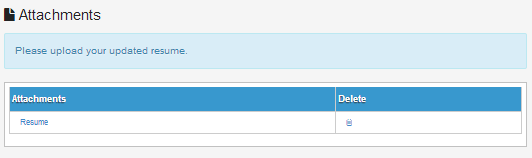 Attachments
Please upload your updated resume.
Attachments Delete
Resume